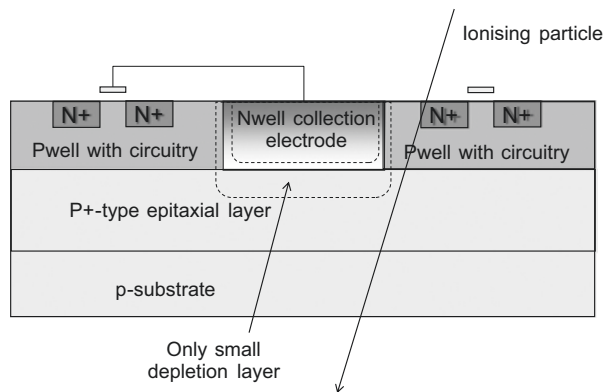 Ionising particle
N+
N+
Nwell collection
electrode
N+
N+
Pwell with circuitry
Pwell with circuitry
P+-type epitaxial layer
p-substrate
Only small
depletion layer